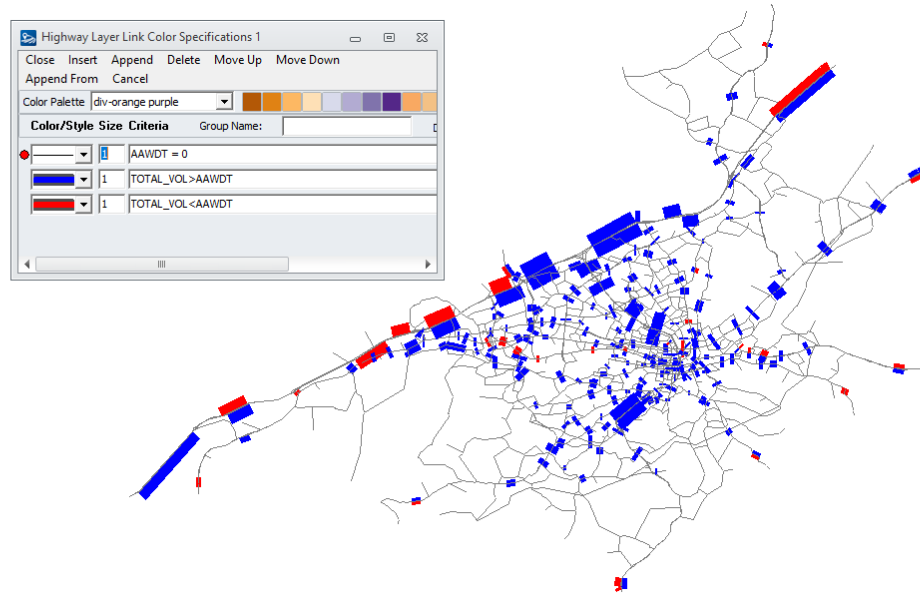 Highway Layer Link Color Specifications 1
Close Insert Append Delete Move Up Move Down
Append From Cancel
Color Palette div-orange purple
Color/Style Size Criteria Group Name:
1 AAWDT = 0
1 TOTAL_VOL>AAWDT
1 TOTAL_VOL<AAWDT